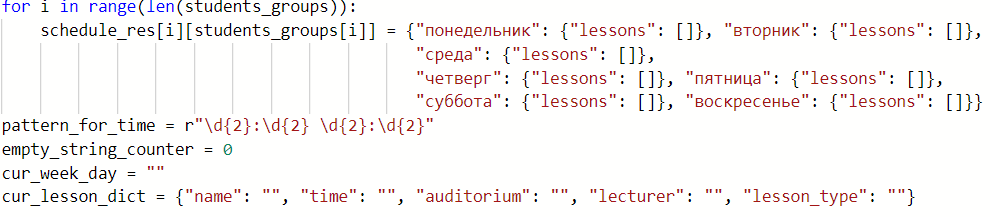 for i in range(len(students_groups)):
    schedule_res[i][students_groups[i]] = {"понедельник": {"lessons": []}, "вторник": {"lessons": []},
                                           "среда": {"lessons": []},
                                           "четверг": {"lessons": []}, "пятница": {"lessons": []},
                                           "суббота": {"lessons": []}, "воскресенье": {"lessons": []}}
pattern_for_time = r"\d{2}:\d{2} \d{2}:\d{2}"
empty_string_counter = 0
cur_week_day = ""
cur_lesson_dict = {"name": "", "time": "", "auditorium": "", "lecturer": "", "lesson_type": ""}